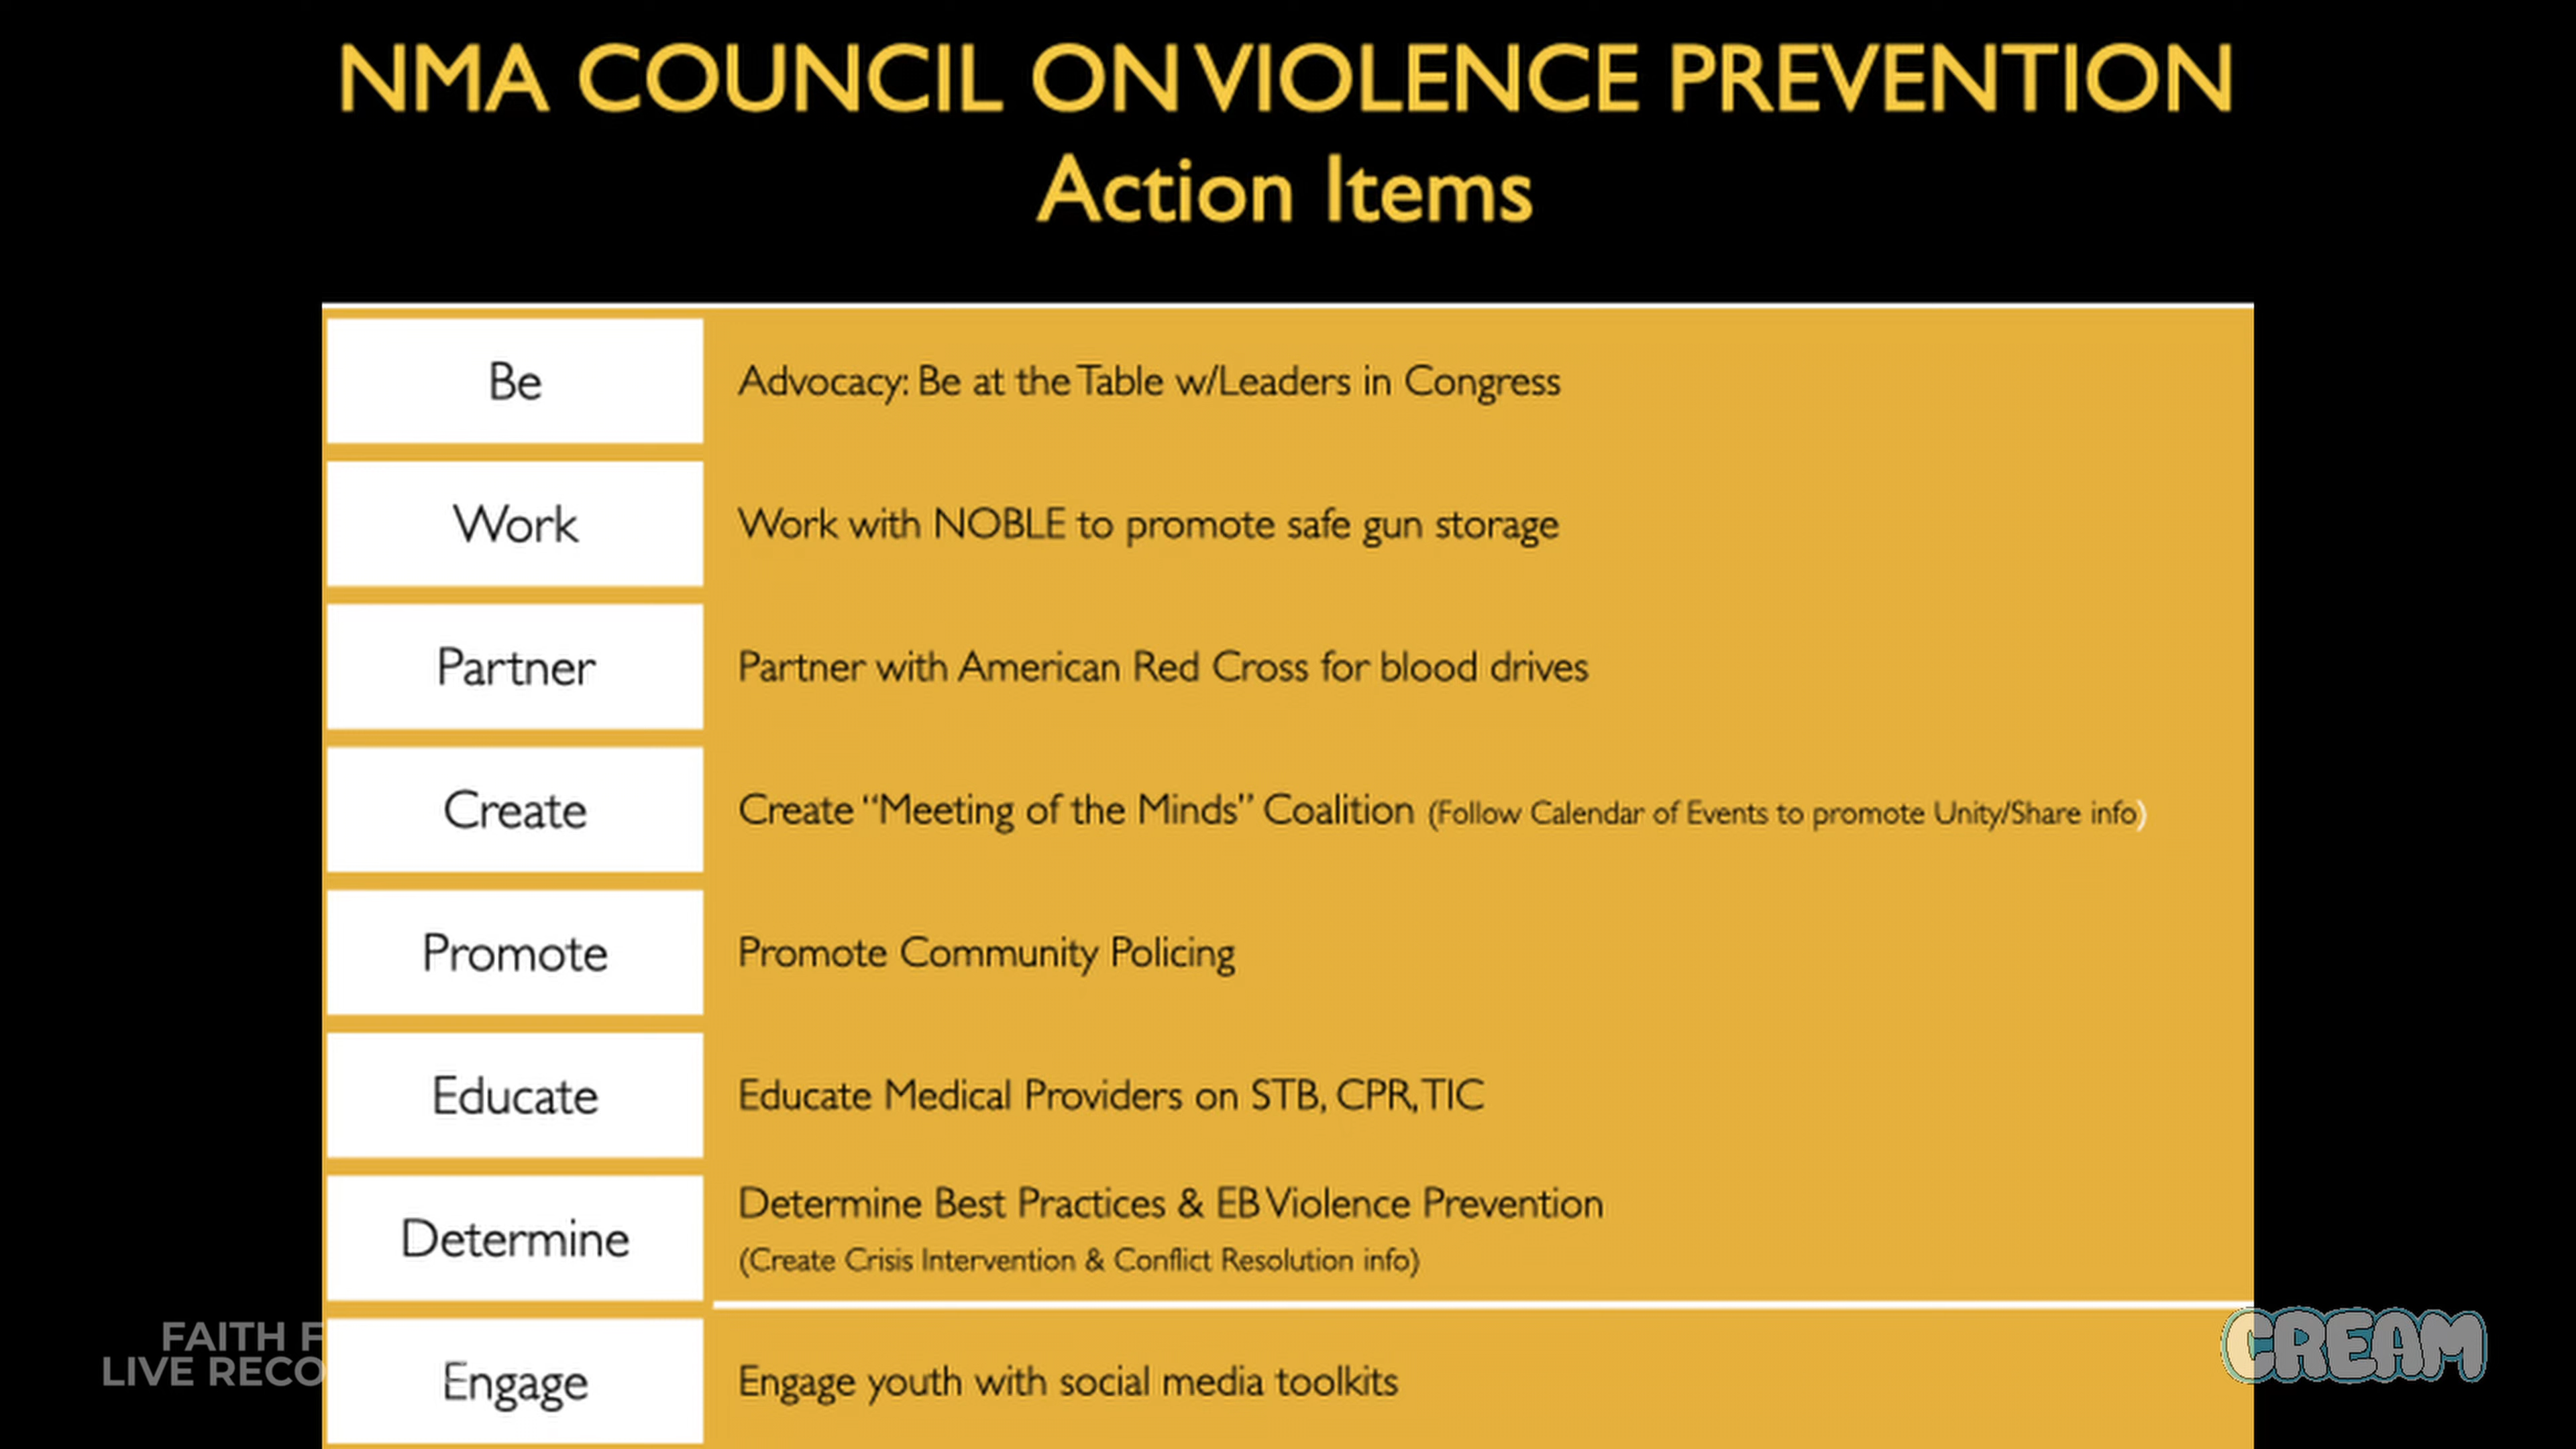 NMA COUNCIL ON VIOLENCE PREVENTION
Action Items
Be
Advocacy: Be at the Table w/Leaders in Congress
Work
Work with NOBLE to promote safe gun storage
Partner
Partner with American Red Cross for blood drives
Create
Create “Meeting of the Minds” Coalition (Follow Calendar of Events to promote Unity/Share info)
Promote
Promote Community Policing
Educate
Educate Medical Providers on STB, CPR, TIC
Determine
Determine Best Practices & EB Violence Prevention
(Create Crisis Intervention & Conflict Resolution info)
Engage
Engage youth with social media toolkits
FAITH
LIVE
CREAM